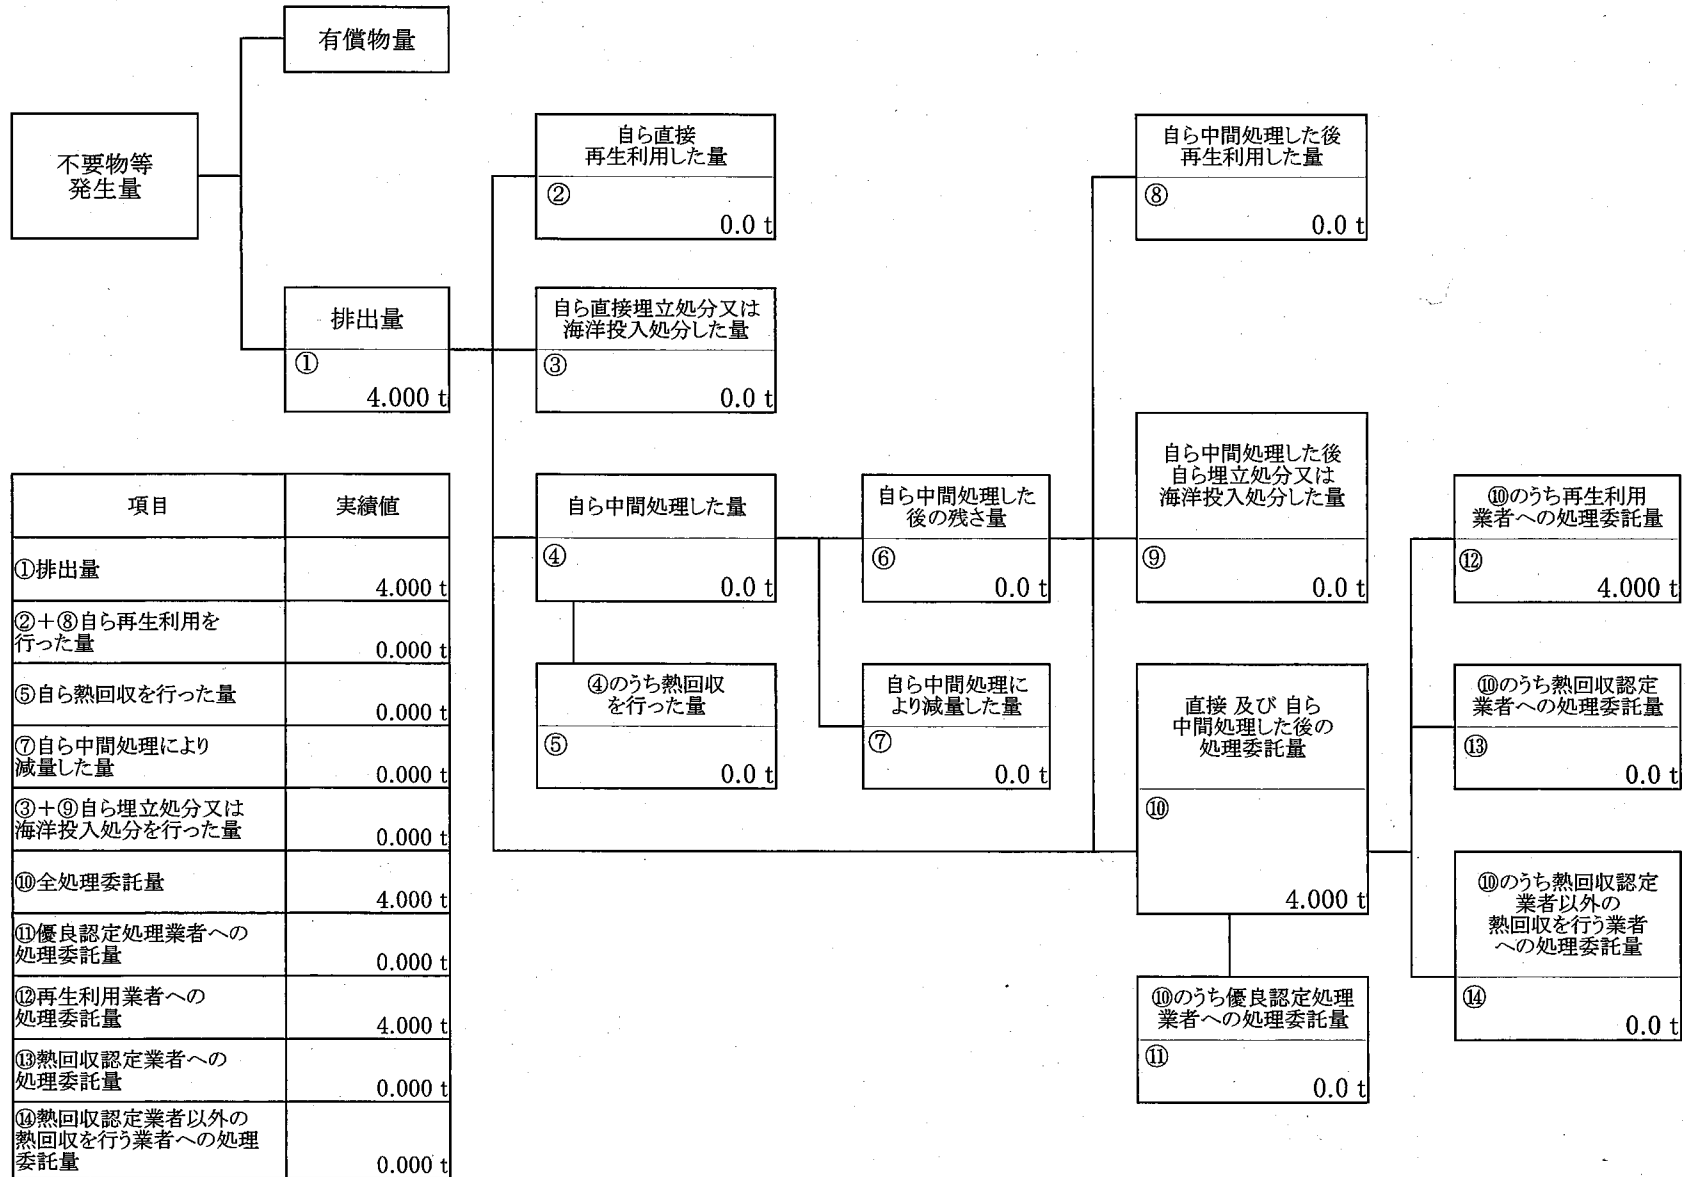 有償物量
不要物等
発生量
排出量
①
4.000 t
自ら直接
再生利用した量
②
0.0 t
自ら直接埋立処分又は
海洋投入処分した量
③
0.0 t
自ら中間処理した量
④
0.0 t
④のうち熱回収
を行った量
⑤
0.0 t
自ら中間処理した
後の残さ量
⑥
0.0 t
自ら中間処理に
より減量した量
⑦
0.0 t
自ら中間処理した後
再生利用した量
⑧
0.0 t
自ら中間処理した後
自ら埋立処分又は
海洋投入処分した量
⑨
0.0 t
直接 及び 自ら
中間処理した後の
処理委託量
⑩
4.000 t
⑩のうち優良認定処理
業者への処理委託量
⑪
0.0 t
⑩のうち再生利用
業者への処理委託量
⑫
4.000 t
⑩のうち熱回収認定
業者への処理委託量
⑬
0.0 t
⑩のうち熱回収認定
業者以外の
熱回収を行う業者
への処理委託量
⑭
0.0 t
項目 実績値
①排出量
4.000 t
②＋⑧自ら再生利用を
行った量
0.000 t
⑤自ら熱回収を行った量
0.000 t
⑦自ら中間処理により
減量した量
0.000 t
③＋⑨自ら埋立処分又は
海洋投入処分を行った量
0.000 t
⑩全処理委託量
4.000 t
⑪優良認定処理業者への
処理委託量
0.000 t
⑫再生利用業者への
処理委託量
4.000 t
⑬熱回収認定業者への
処理委託量
0.000 t
⑭熱回収認定業者以外の
熱回収を行う業者への処理
委託量
0.000 t